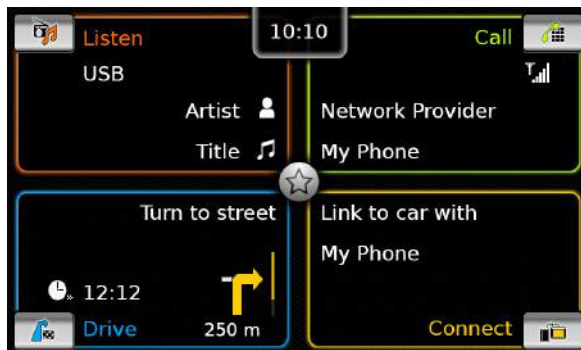 Listen
USB
Artist
Title
10:10
Call
Network Provider
My Phone
Turn to street
12:12
250 m
Drive
Link to car with
My Phone
Connect